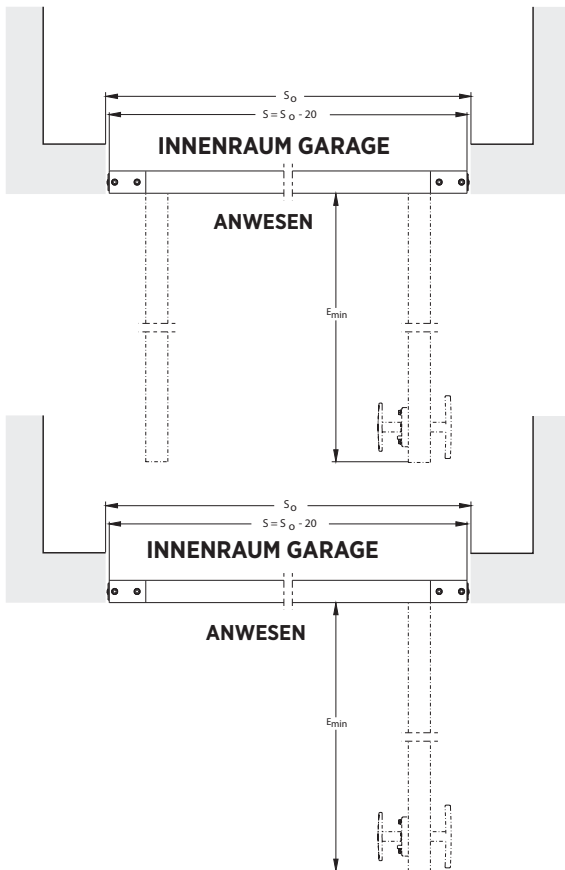 So
S = So - 20
INNENRAUM GARAGE
ANWESEN
Emin
So
S = So - 20
INNENRAUM GARAGE
ANWESEN
Emin